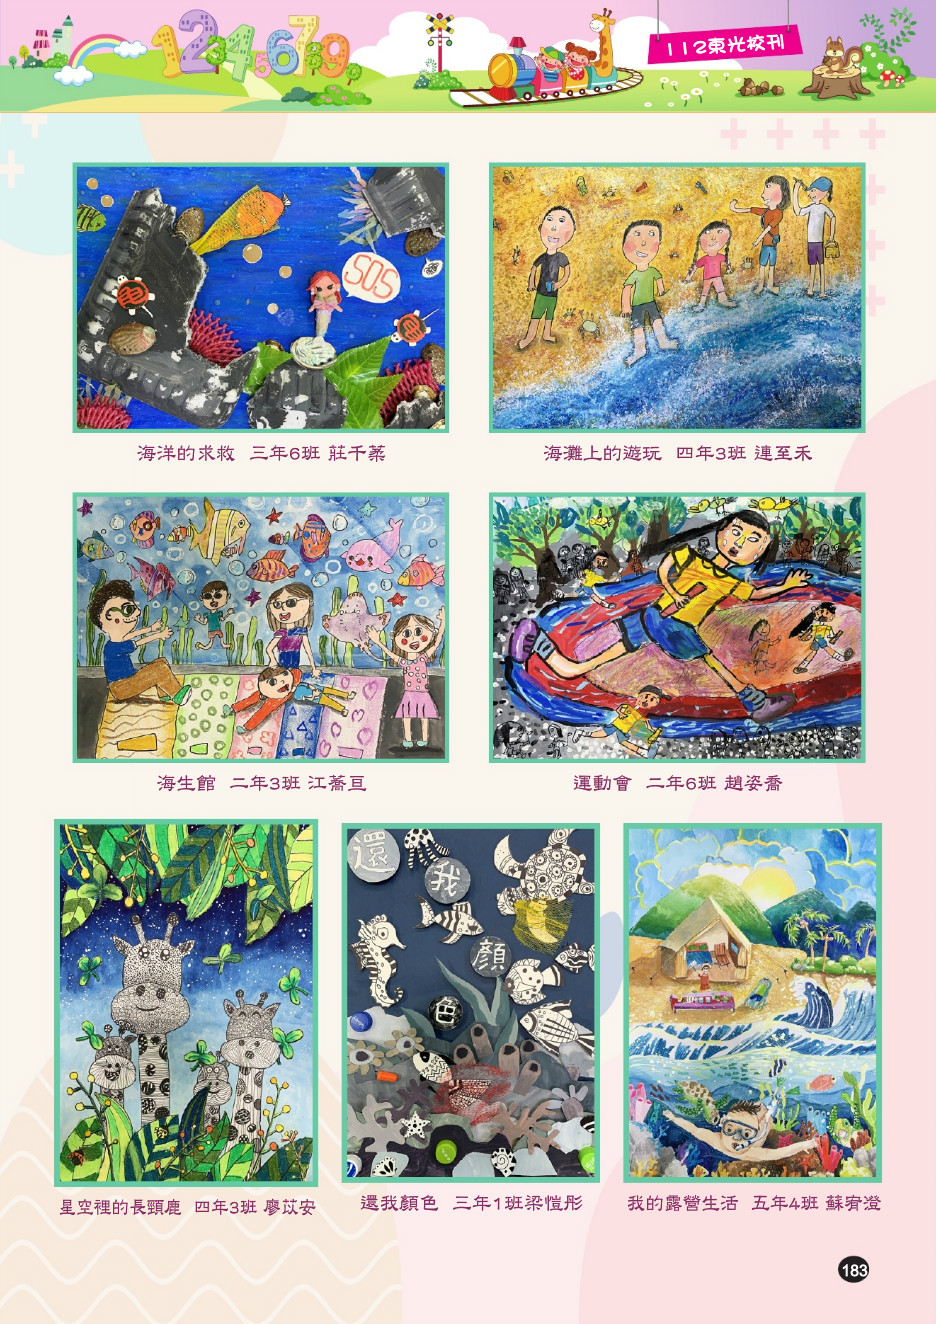 112東光校刊
SOS
海洋的求救 三年6班 莊千蕖
海灘上的遊玩 四年3班 連至禾
海生館 二年3班 江蕎亘
運動會 二年6班 趙姿喬
還
我
顏
色
星空裡的長頸鹿 四年3班 廖苡安
還我顏色 三年1班梁愷彤
我的露營生活 五年4班 蘇宥澄
183